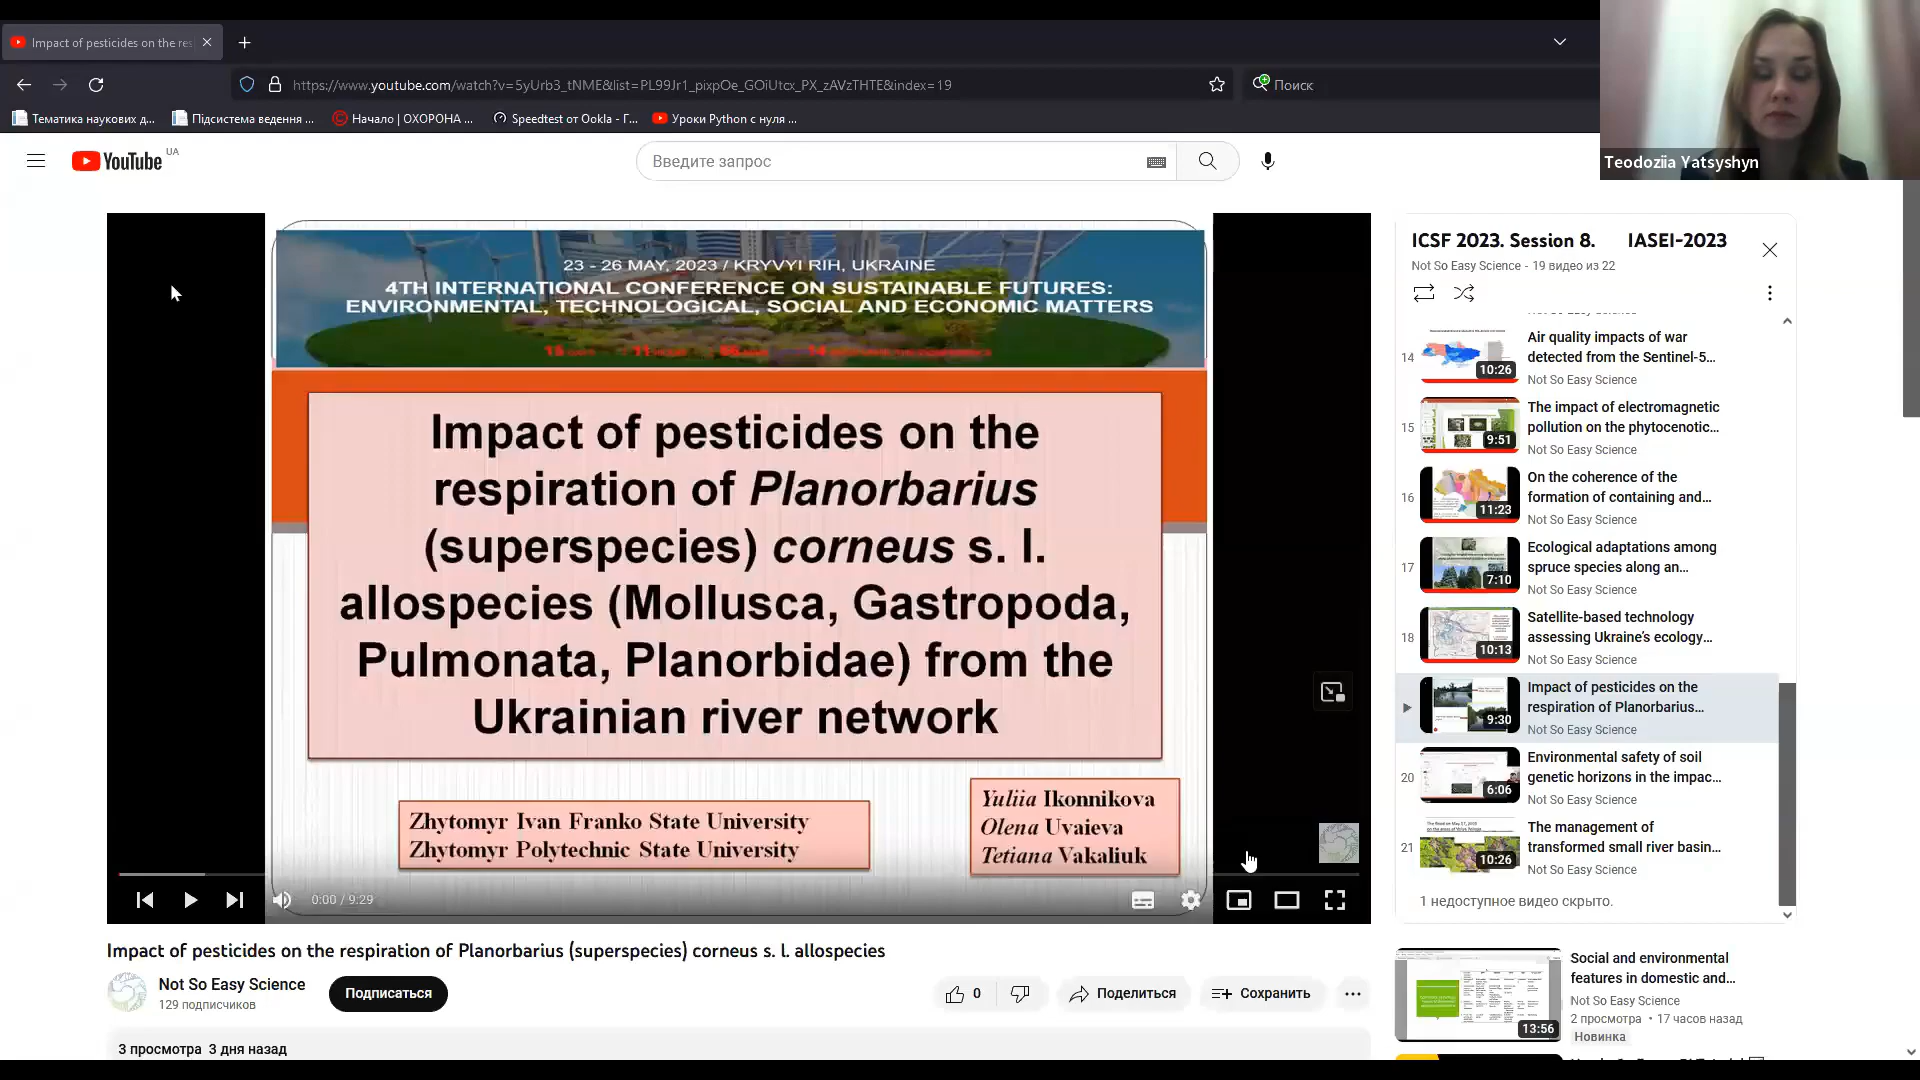 Impact of pesticides on the res
https://www.youtube.com/watch?v=5yUrb3_tNME&list=PL99Jr1_pixpOe_GOiUtcx_PX_zAVzTHTE&index=19
Поиск
Тематика наукових д...
Підсистема ведення ...
Начало | ОХОРОНА ...
Speedtest от Ookla - Г...
Уроки Python с нуля ...
Teodoziia Yatsyshyn
YouTube UA
Введите запрос
23 - 26 MAY, 2023 / KRYVYI RIH, UKRAINE
4TH INTERNATIONAL CONFERENCE ON SUSTAINABLE FUTURES:
ENVIRONMENTAL, TECHNOLOGICAL, SOCIAL AND ECONOMIC MATTERS
Impact of pesticides on the
respiration of Planorbarius
(superspecies) corneus s. l.
allospecies (Mollusca, Gastropoda,
Pulmonata, Planorbidae) from the
Ukrainian river network
Zhytomyr Ivan Franko State University
Zhytomyr Polytechnic State University
Yuliia Ikonnikova
Olena Uvaieva
Tetiana Vakaliuk
0:00 / 9:29
Impact of pesticides on the respiration of Planorbarius (superspecies) corneus s. l. allospecies
Not So Easy Science
129 подписчиков
Подписаться
0
Поделиться
Сохранить
3 просмотра 3 дня назад
ICSF 2023. Session 8. IASEI-2023
Not So Easy Science - 19 видео из 22
14
10:26
Air quality impacts of war
detected from the Sentinel-5...
Not So Easy Science
15
9:51
The impact of electromagnetic
pollution on the phytocenotic...
Not So Easy Science
16
11:23
On the coherence of the
formation of containing and...
Not So Easy Science
17
7:10
Ecological adaptations among
spruce species along an...
Not So Easy Science
18
10:13
Satellite-based technology
assessing Ukraine's ecology...
Not So Easy Science
9:30
Impact of pesticides on the
respiration of Planorbarius...
Not So Easy Science
20
6:06
Environmental safety of soil
genetic horizons in the impac...
Not So Easy Science
21
10:26
The management of
transformed small river basin...
Not So Easy Science
1 недоступное видео скрыто.
13:56
Social and environmental
features in domestic and...
Not So Easy Science
2 просмотра • 17 часов назад
Новинка